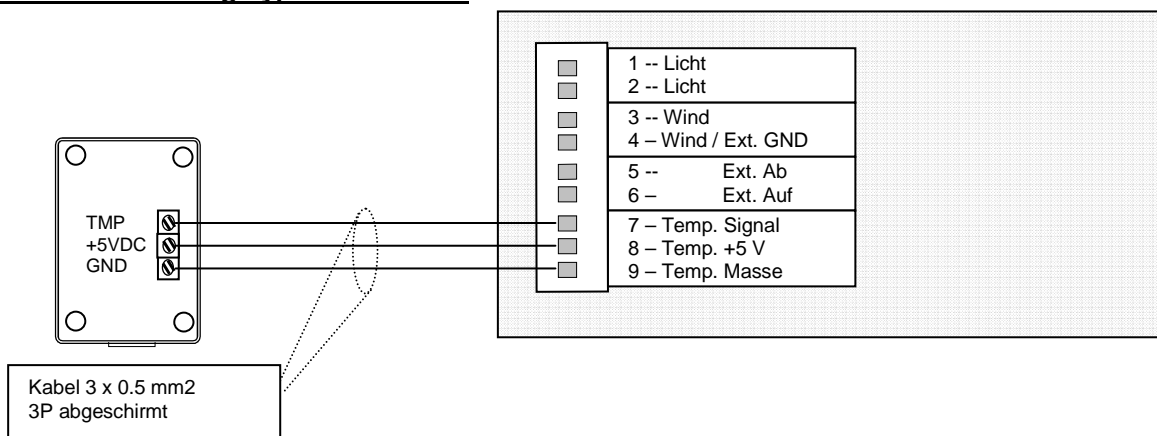 1 -- Licht
2 -- Licht
3 -- Wind
4 – Wind / Ext. GND
5 -- Ext. Ab
6 – Ext. Auf
TMP
+5VDC
GND
7 – Temp. Signal
8 – Temp. +5 V
9 – Temp. Masse
Kabel 3 x 0.5 mm2
3P abgeschirmt